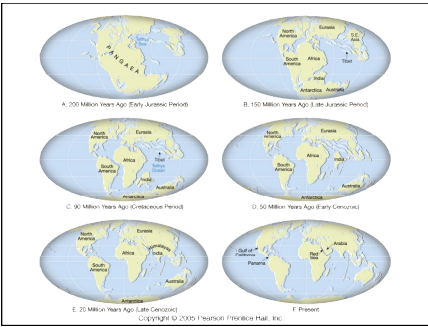 PANGAEA
Tethys
Sea
A. 200 Million Years Ago (Early Jurassic Period)
North
America
Eurasia
S.E.
Asia
Africa
Tibet
South
America
India
Australia
Antarctica
B. 150 Million Years Ago (Late Jurassic Period)
North
America
Eurasia
Africa
Tibet
Tethys
Ocean
South
America
India
Australia
Antarctica
C. 90 Million Years Ago (Cretaceous Period)
North
America
Eurasia
Africa
South
America
India
Australia
Antarctica
D. 50 Million Years Ago (Early Cenozoic)
North
America
Eurasia
Himalayas
Africa
India
South
America
Australia
Antarctica
E. 20 Million Years Ago (Late Cenozoic)
Gulf of
California
Panama
Red
Sea
Arabia
F. Present
Copyright © 2005 Pearson Prentice Hall, Inc.